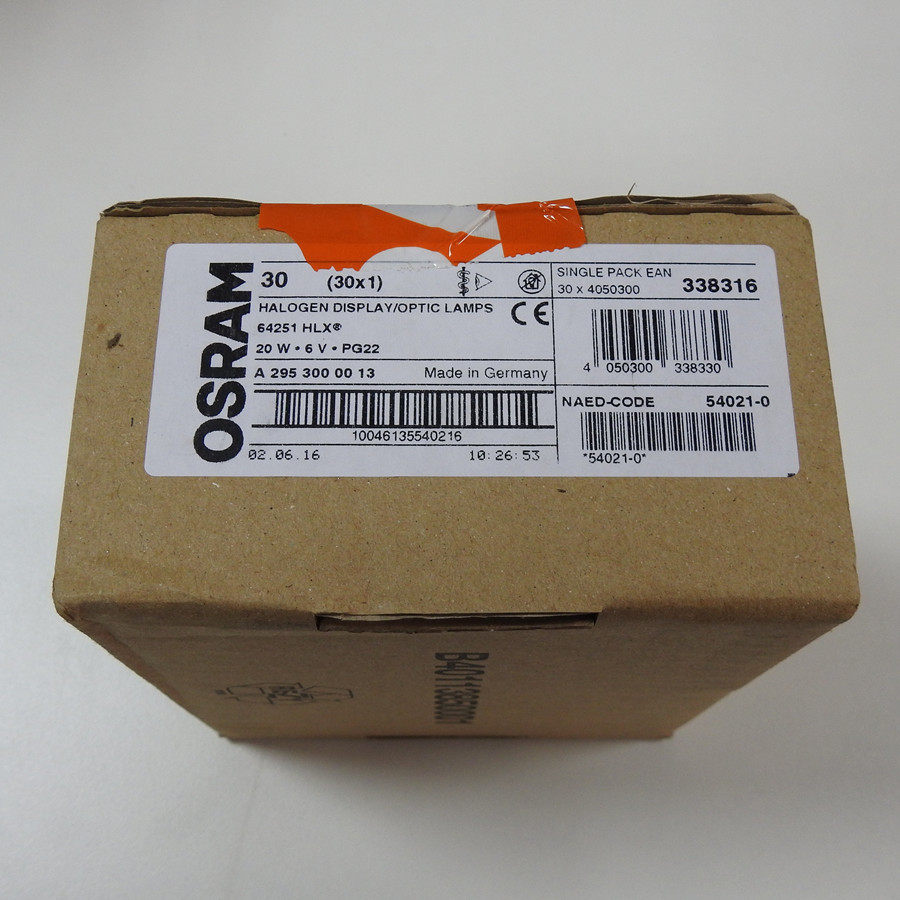 OSRAM
30 (30x1)
HALOGEN DISPLAY/OPTIC LAMPS
64251 HLX®
20 W • 6 V • PG22
CE
A 295 300 00 13 Made in Germany
10046135540216
02.06.16 10:26:53
SINGLE PACK EAN
30 x 4050300 338316
4 050300 338330
NAED-CODE 54021-0
*54021-0*